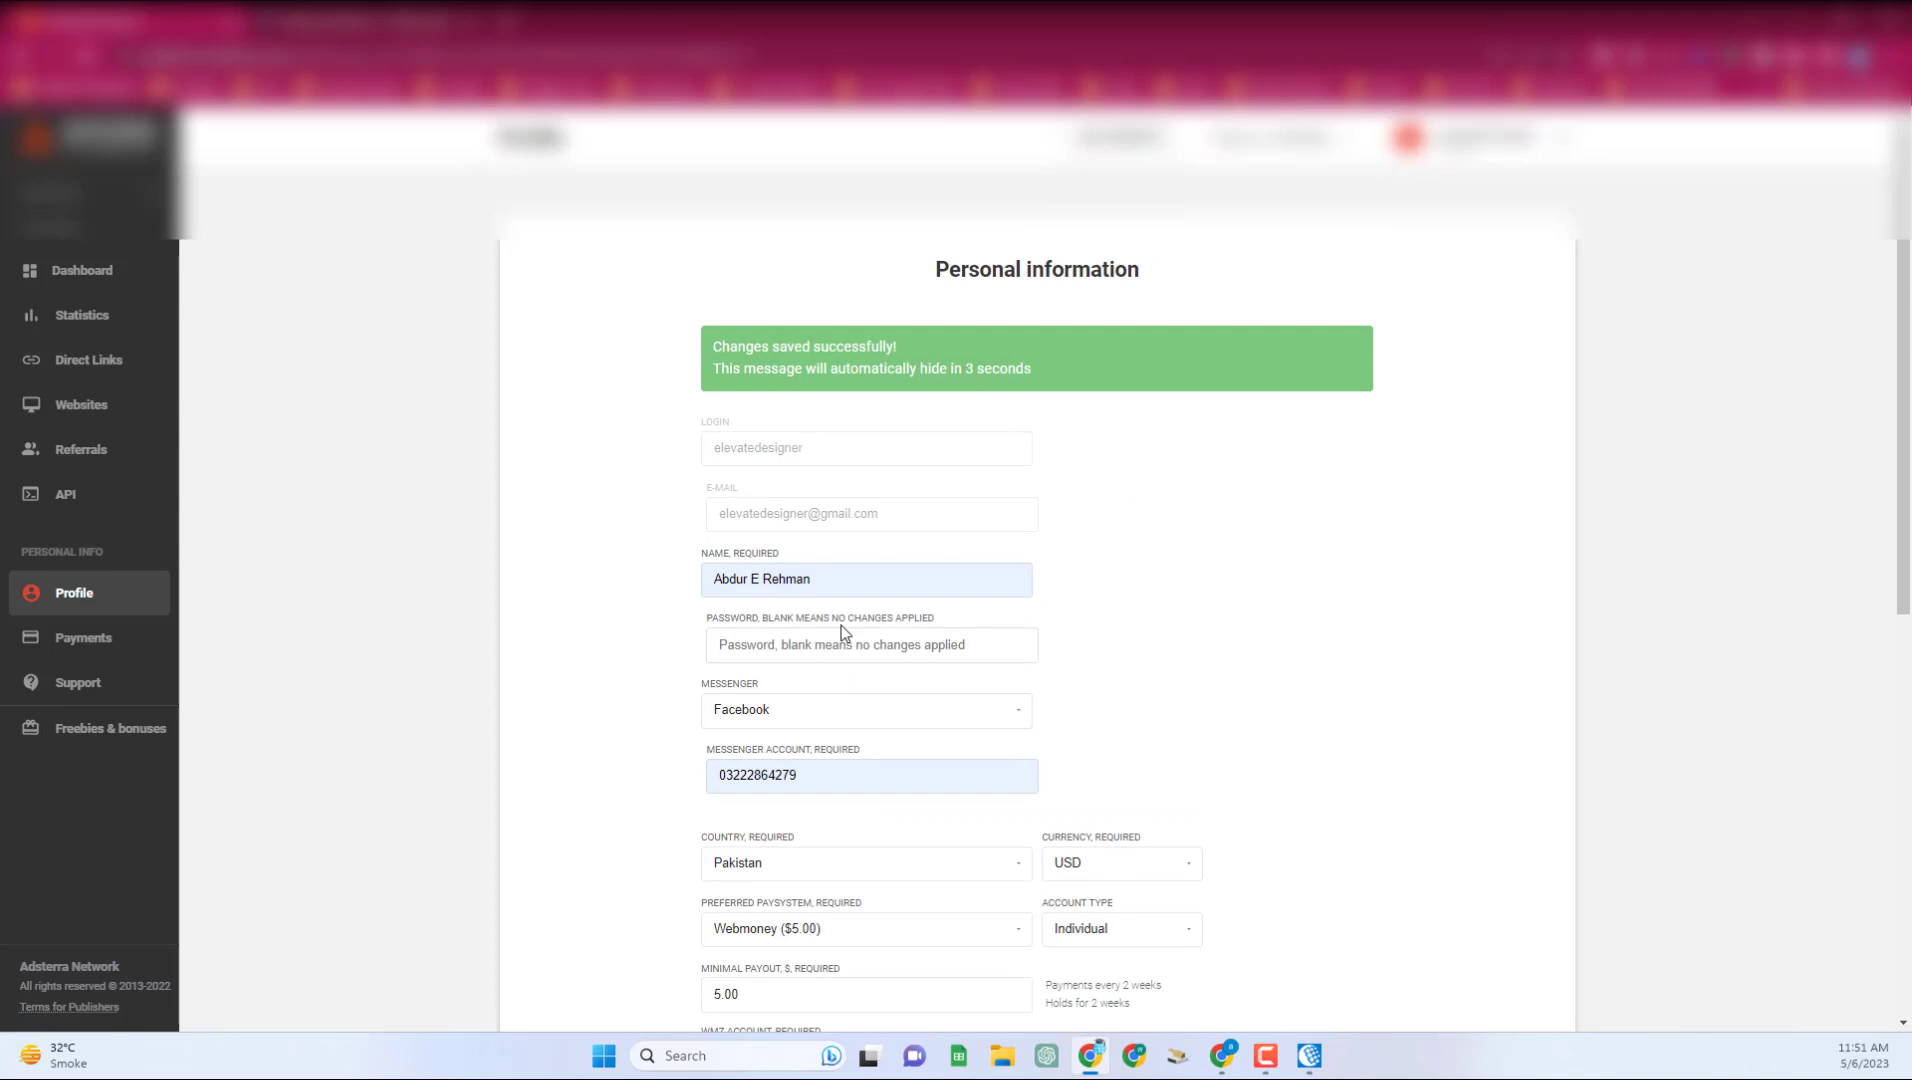 Dashboard
Statistics
Direct Links
Websites
Referrals
API
PERSONAL INFO
Profile
Payments
Support
Freebies & bonuses
Adsterra Network
All rights reserved © 2013-2022
Terms for Publishers
Personal information
Changes saved successfully!
This message will automatically hide in 3 seconds
LOGIN
elevatedesigner
E-MAIL
elevatedesigner@gmail.com
NAME, REQUIRED
Abdur E Rehman
PASSWORD, BLANK MEANS NO CHANGES APPLIED
Password, blank means no changes applied
MESSENGER
Facebook
MESSENGER ACCOUNT, REQUIRED
03222864279
COUNTRY, REQUIRED
CURRENCY, REQUIRED
Pakistan
USD
PREFERRED PAYSYSTEM, REQUIRED
ACCOUNT TYPE
Webmoney ($5.00)
Individual
MINIMAL PAYOUT, $, REQUIRED
5.00
Payments every 2 weeks
Holds for 2 weeks
WMZ ACCOUNT, REQUIRED
32°C
Smoke
Search
11:51 AM
5/6/2023